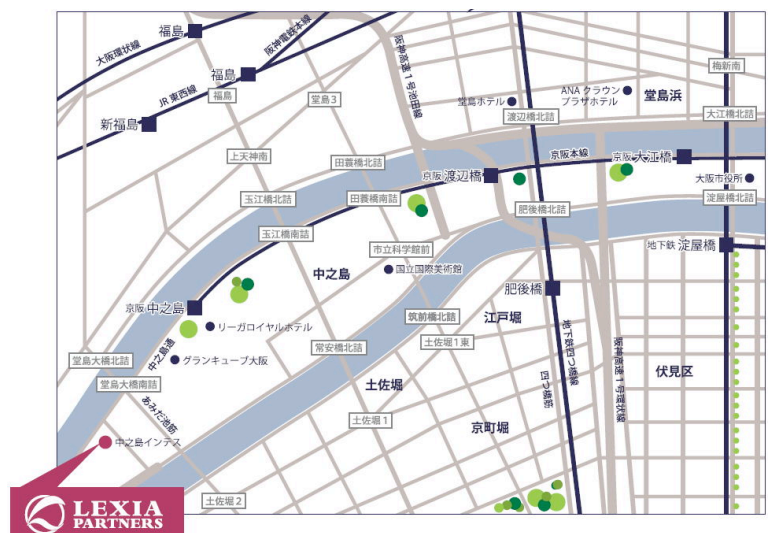 福島
大阪環状線
阪神電鉄本線
福島
JR東西線
福島
新福島
堂島3
阪神高速1号池田線
梅新南
ANAクラウン
プラザホテル
堂島浜
堂島ホテル
渡辺橋北詰
大江橋北詰
上天神南
田蓑橋北詰
京阪本線
京阪 大江橋
京阪 渡辺橋
大阪市役所
玉江橋北詰
田蓑橋南詰
淀屋橋北詰
肥後橋北詰
玉江橋南詰
市立科学館前
地下鉄 淀屋橋
中之島
国立国際美術館
肥後橋
京阪 中之島
筑前橋北詰
江戸堀
リーガロイヤルホテル
常安橋北詰
土佐堀1東
地下鉄四つ橋線
阪神高速1号環状線
中之島通
堂島大橋北詰
グランキューブ大阪
四つ橋筋
伏見区
堂島大橋南詰
土佐堀
あみだ池筋
土佐堀1
京町堀
中之島インテス
土佐堀2
LEXIA
PARTNERS